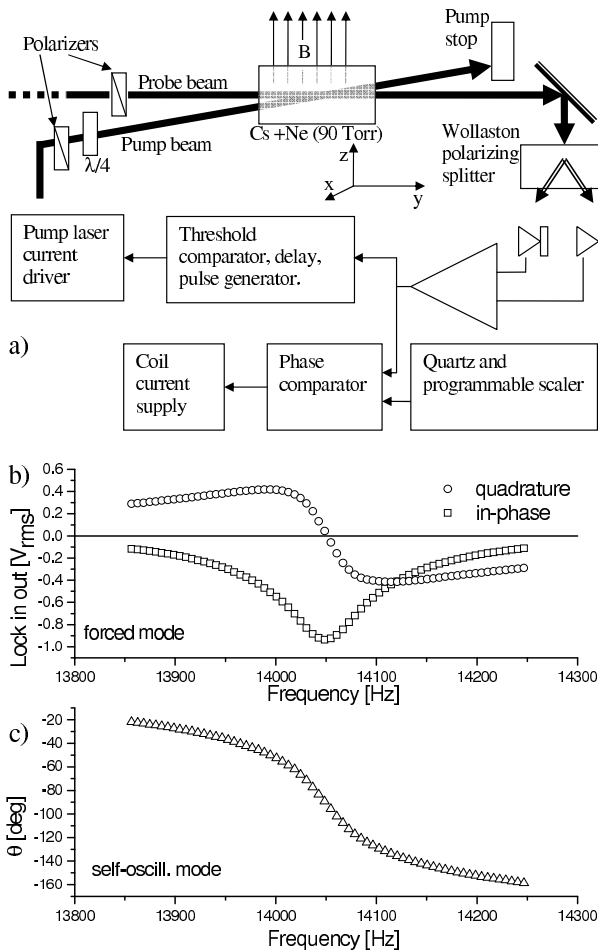 Polarizers
Probe beam
Pump beam
λ/4
B
Cs +Ne (90 Torr)
Pump
stop
Wollaston
polarizing
splitter
z
x
y
Pump laser
current
driver
Threshold
comparator, delay,
pulse generator.
a)
Coil
current
supply
Phase
comparator
Quartz and
programmable scaler
b)
0.6
0.4
0.2
0.0
-0.2
-0.4
-0.6
-0.8
-1.0
Lock in out [Vrms]
quadrature
in-phase
forced mode
13800 13900 14000 14100 14200 14300
Frequency [Hz]
c)
-20
-40
-60
-80
-100
-120
-140
-160
θ [deg]
self-oscill. mode
13800 13900 14000 14100 14200 14300
Frequency [Hz]